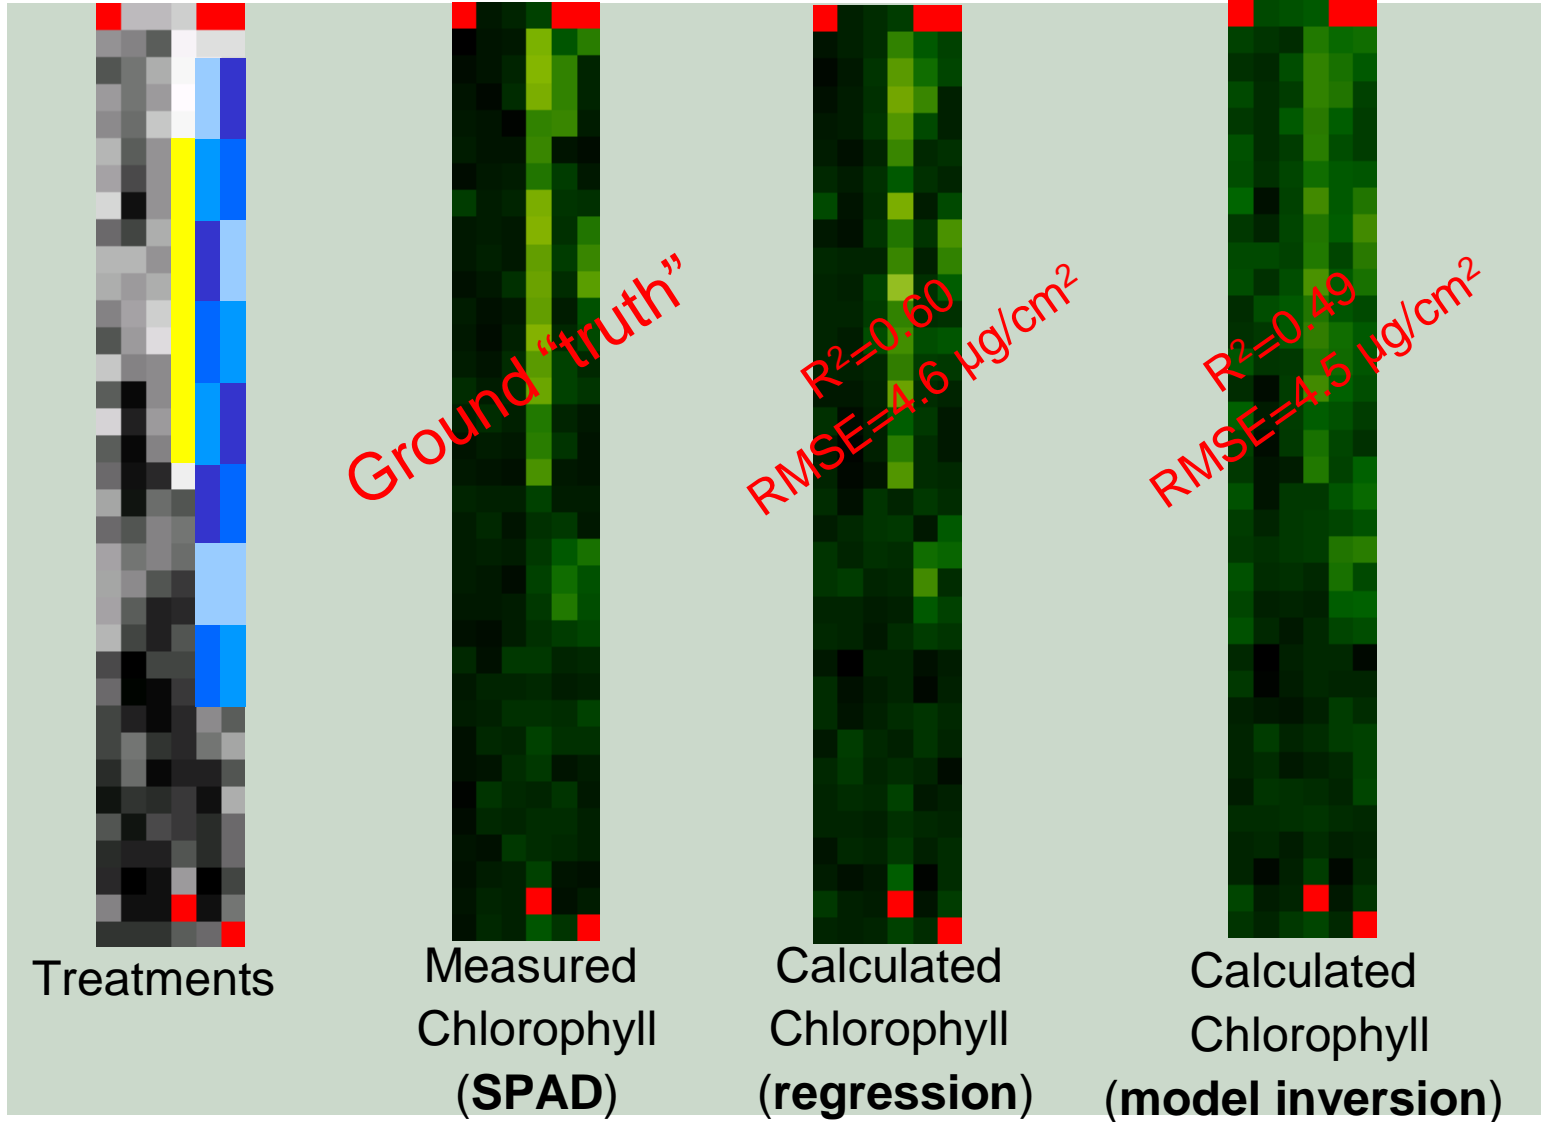 Ground “truth”
R²=0.60
RMSE=4.6 µg/cm²
R²=0.49
RMSE=4.5 µg/cm²
Treatments
Measured
Chlorophyll
(SPAD)
Calculated
Chlorophyll
(regression)
Calculated
Chlorophyll
(model inversion)